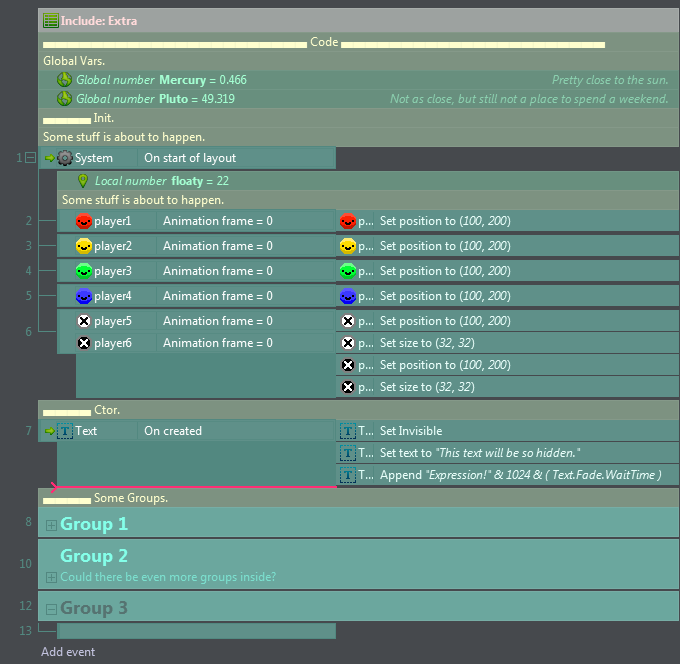 Include: Extra
Code
Global Vars.
Global number Mercury = 0.466 Pretty close to the sun.
Global number Pluto = 49.319 Not as close, but still not a place to spend a weekend.
Init.
Some stuff is about to happen.
1 System On start of layout
Local number floaty = 22
Some stuff is about to happen.
2 player1 Animation frame = 0 p... Set position to (100, 200)
3 player2 Animation frame = 0 p... Set position to (100, 200)
4 player3 Animation frame = 0 p... Set position to (100, 200)
5 player4 Animation frame = 0 p... Set position to (100, 200)
player5 Animation frame = 0 p... Set position to (100, 200)
6 player6 Animation frame = 0 p... Set size to (32, 32)
p... Set position to (100, 200)
p... Set size to (32, 32)
Ctor.
7 T Text On created T T... Set Invisible
T T... Set text to "This text will be so hidden."
T T... Append "Expression!" & 1024 & ( Text.Fade.WaitTime )
Some Groups.
8 Group 1
Group 2
10 Could there be even more groups inside?
12 Group 3
13
Add event